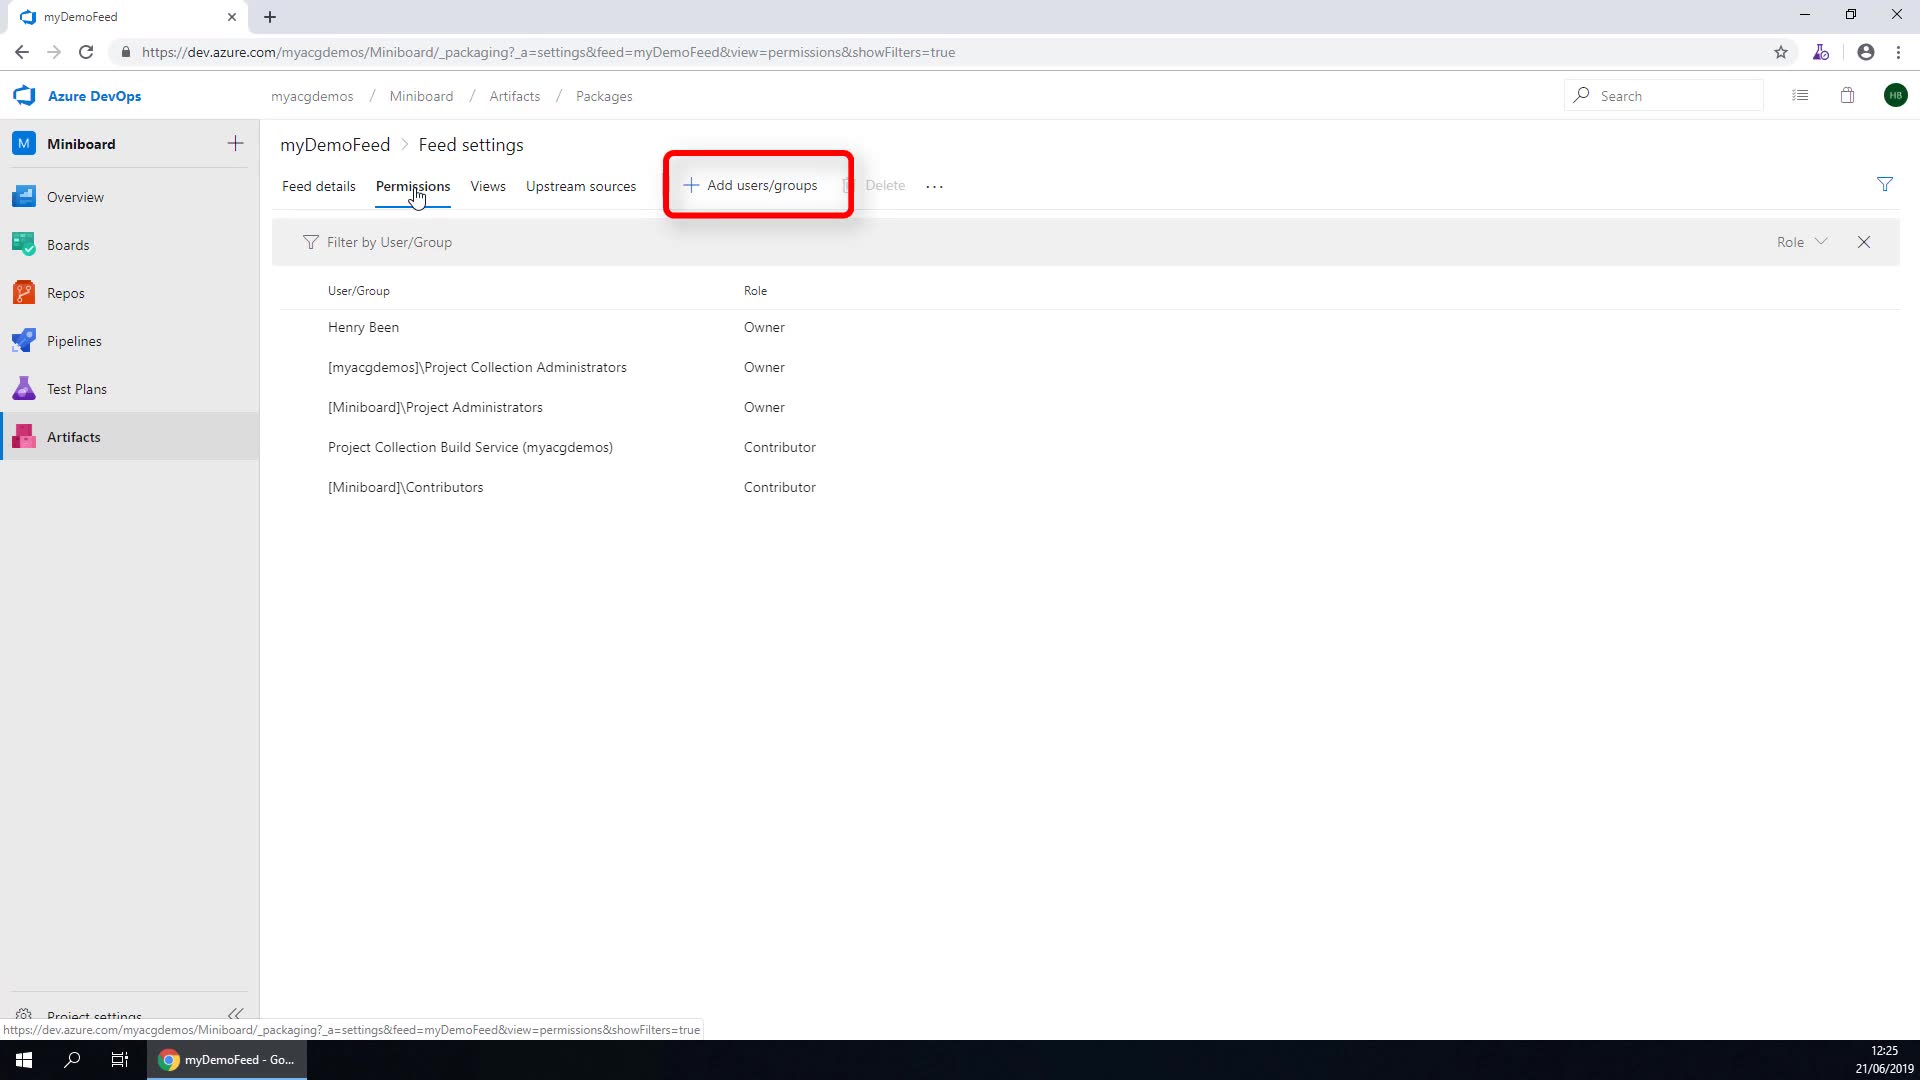 myDemoFeed
https://dev.azure.com/myacgdemos/Miniboard/_packaging?_a=settings&feed=myDemoFeed&view=permissions&showFilters=true
Azure DevOps
myacgdemos / Miniboard / Artifacts / Packages
Search
HB
M Miniboard
Overview
Boards
Repos
Pipelines
Test Plans
Artifacts
Project settings
myDemoFeed > Feed settings
Feed details Permissions Views Upstream sources + Add users/groups Delete ...
Filter by User/Group Role
User/Group Role
Henry Been Owner
[myacgdemos]\Project Collection Administrators Owner
[Miniboard]\Project Administrators Owner
Project Collection Build Service (myacgdemos) Contributor
[Miniboard]\Contributors Contributor
https://dev.azure.com/myacgdemos/Miniboard/_packaging?_a=settings&feed=myDemoFeed&view=permissions&showFilters=true
myDemoFeed - Go...
12:25
21/06/2019